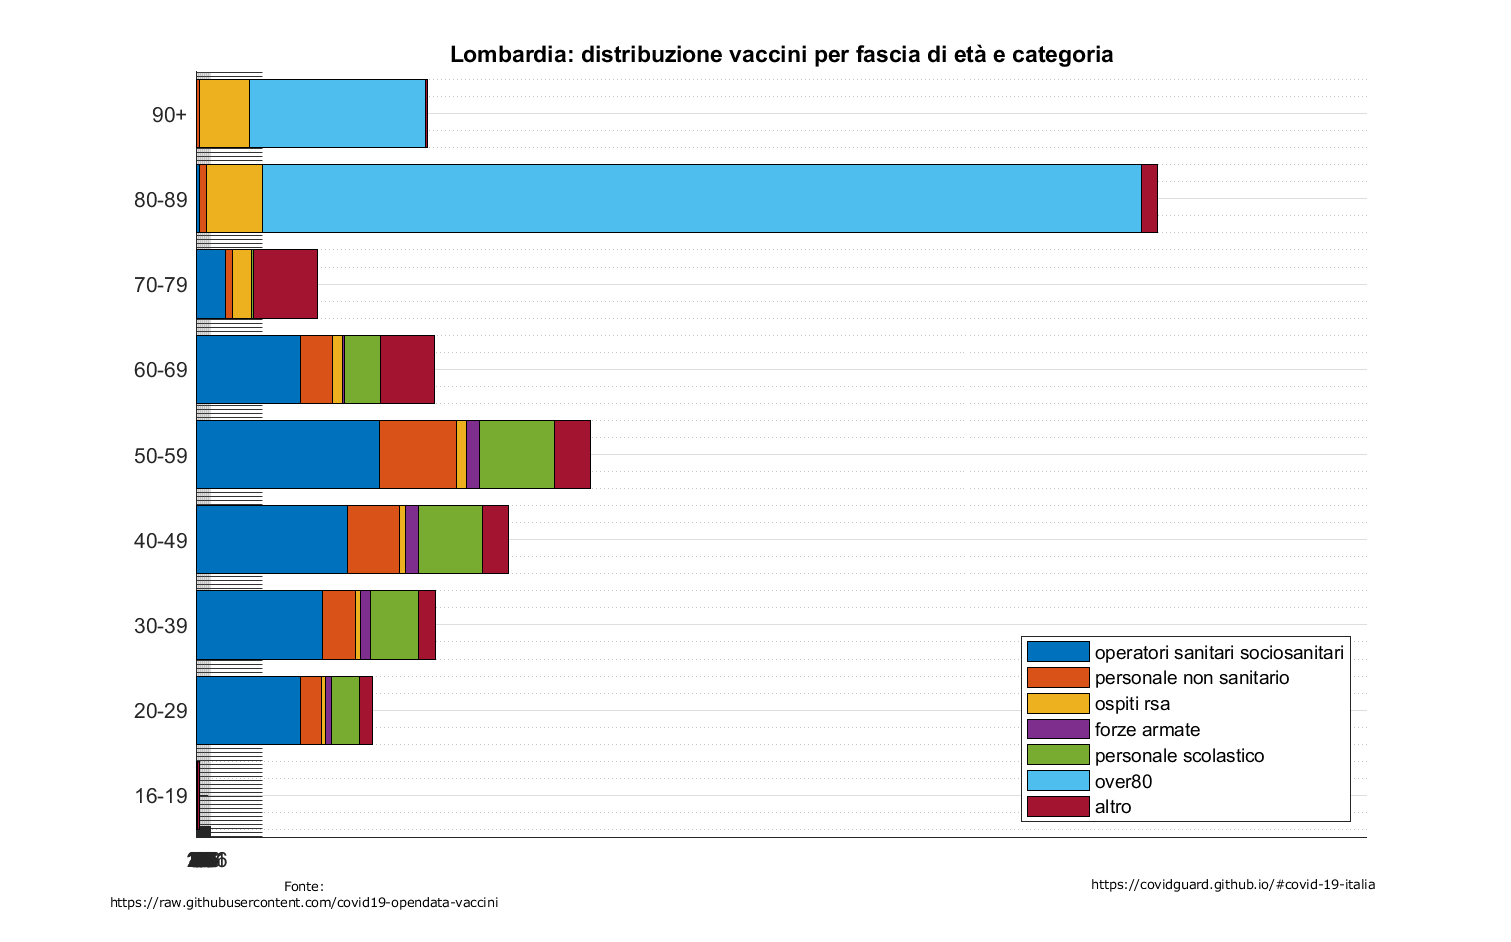 Lombardia: distribuzione vaccini per fascia di età e categoria
90+
80-89
70-79
60-69
50-59
40-49
30-39
20-29
16-19
operatori sanitari sociosanitari
personale non sanitario
ospiti rsa
forze armate
personale scolastico
over80
altro
Fonte:
https://raw.githubusercontent.com/covid19-opendata-vaccini
https://covidguard.github.io/#covid-19-italia